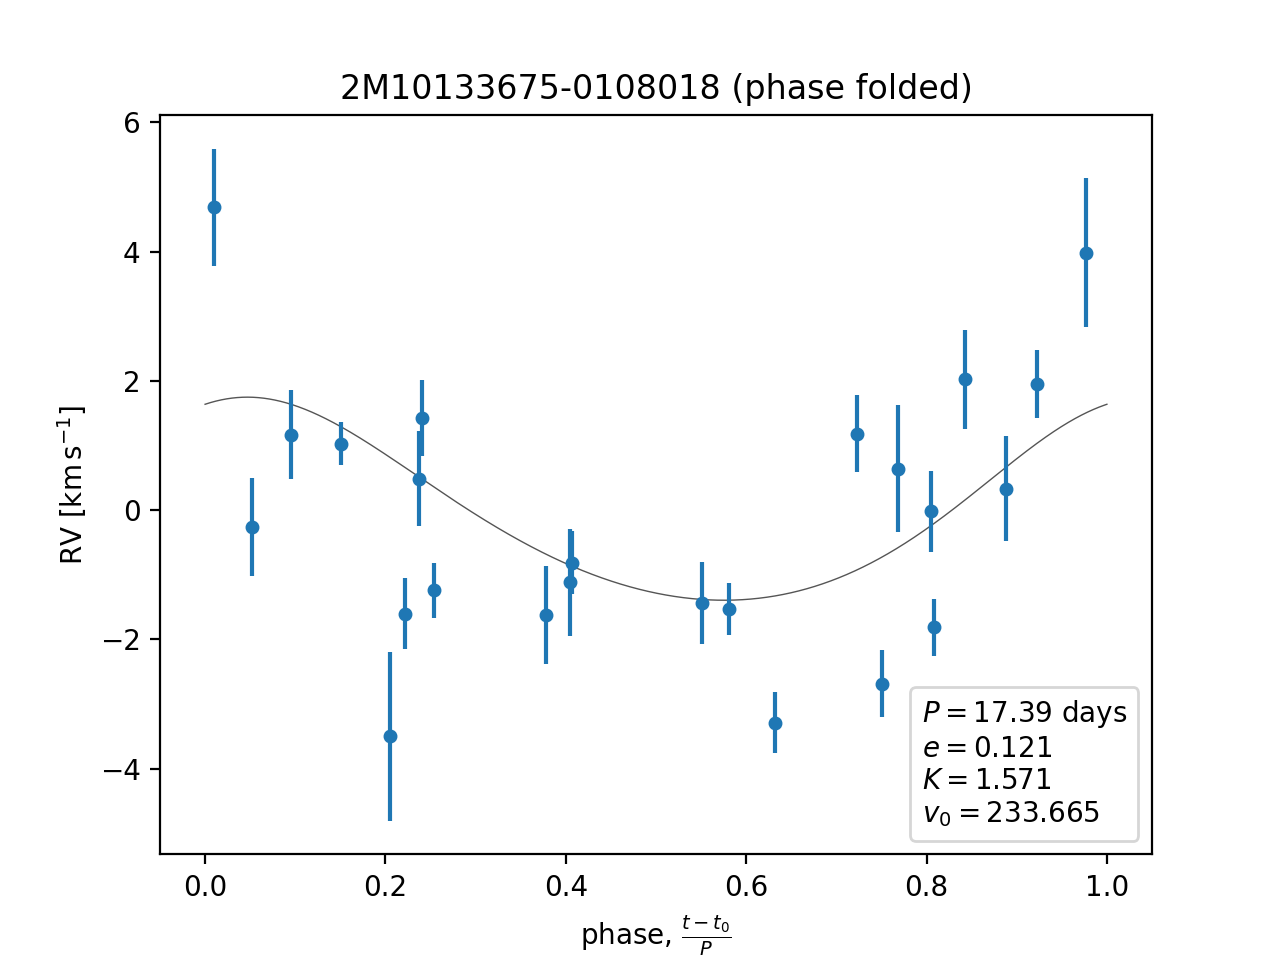 2M10133675-0108018 (phase folded)
6
4
2
0
−2
−4
RV [km s⁻¹]
P = 17.39 days
e = 0.121
K = 1.571
v₀ = 233.665
0.0 0.2 0.4 0.6 0.8 1.0
phase, (t − t₀)/P